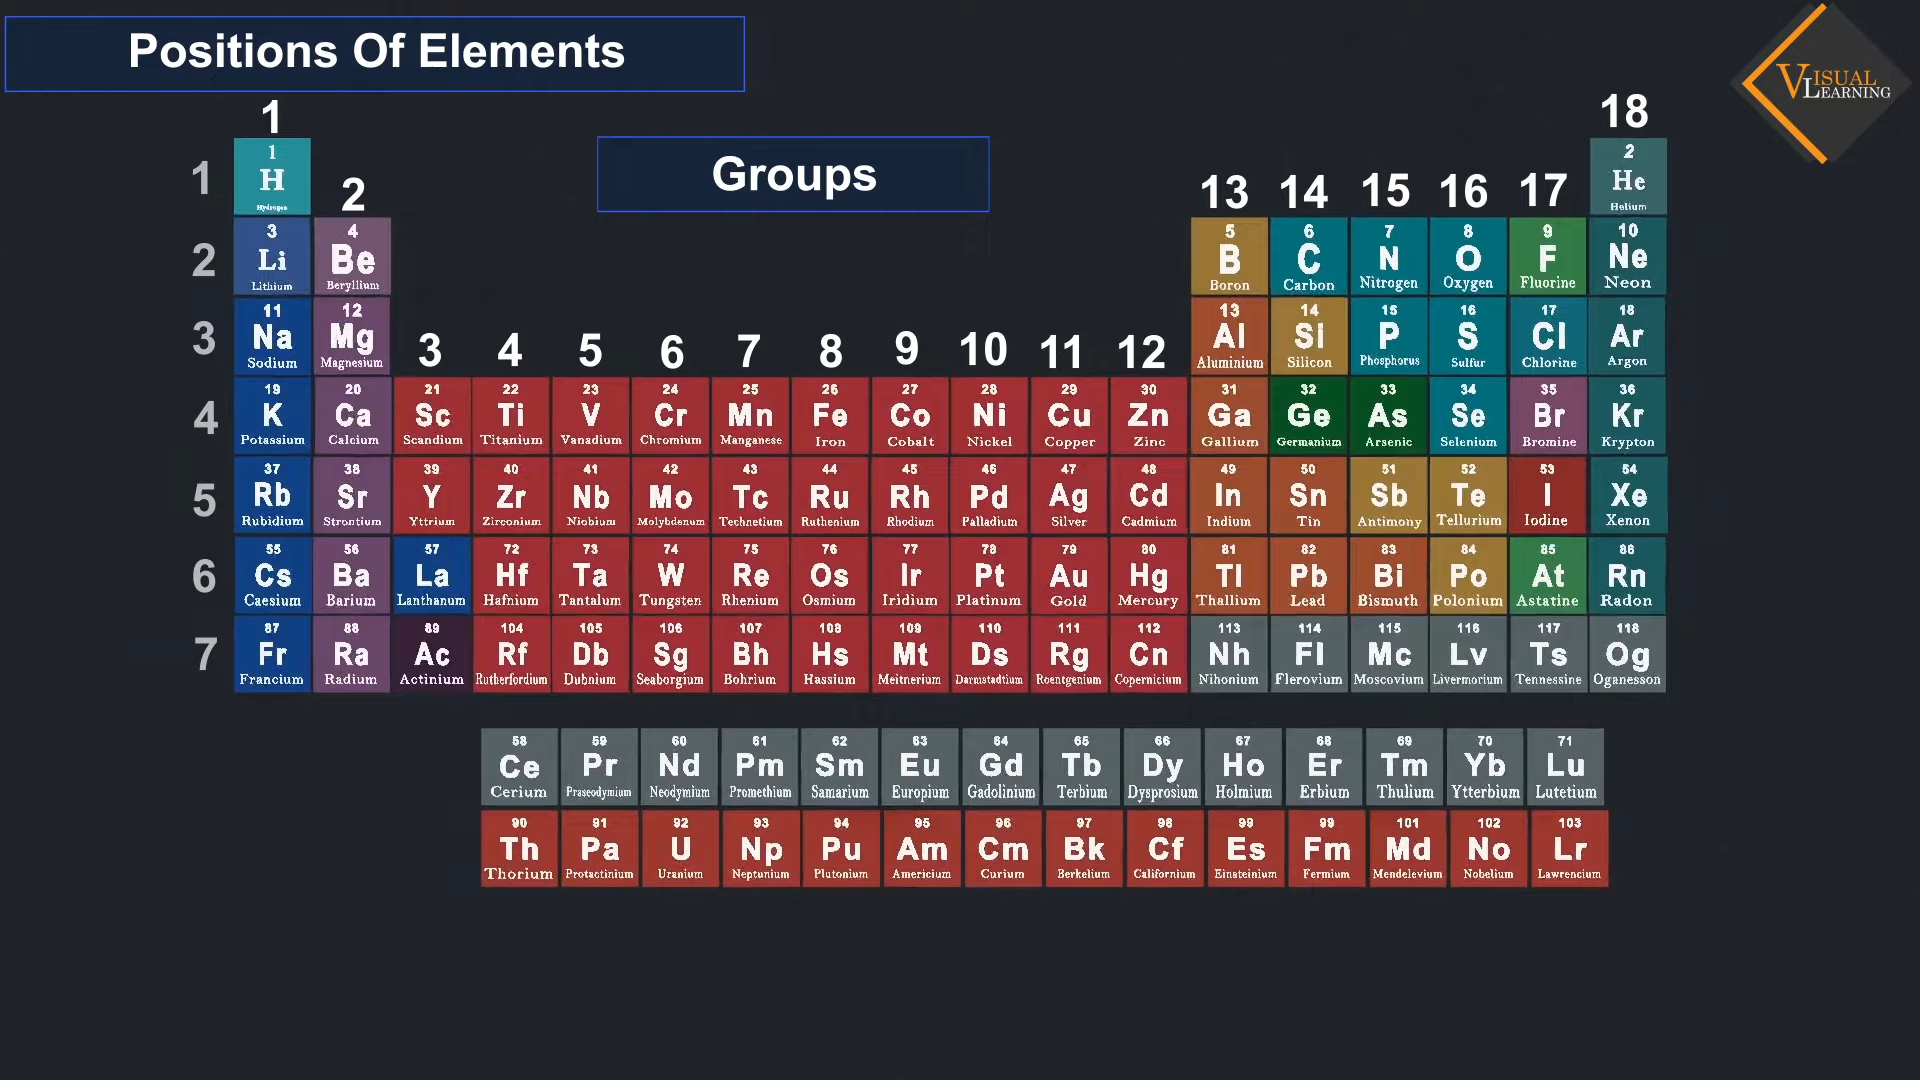 Positions Of Elements
VISUAL
LEARNING
1 18
Groups
1 2 13 14 15 16 17
1 2
H He
Hydrogen Helium
2
3 4 5 6 7 8 9 10
Li Be B C N O F Ne
Lithium Beryllium Boron Carbon Nitrogen Oxygen Fluorine Neon
3 3 4 5 6 7 8 9 10 11 12
11 12 13 14 15 16 17 18
Na Mg Al Si P S Cl Ar
Sodium Magnesium Aluminium Silicon Phosphorus Sulfur Chlorine Argon
4
19 20 21 22 23 24 25 26 27 28 29 30 31 32 33 34 35 36
K Ca Sc Ti V Cr Mn Fe Co Ni Cu Zn Ga Ge As Se Br Kr
Potassium Calcium Scandium Titanium Vanadium Chromium Manganese Iron Cobalt Nickel Copper Zinc Gallium Germanium Arsenic Selenium Bromine Krypton
5
37 38 39 40 41 42 43 44 45 46 47 48 49 50 51 52 53 54
Rb Sr Y Zr Nb Mo Tc Ru Rh Pd Ag Cd In Sn Sb Te I Xe
Rubidium Strontium Yttrium Zirconium Niobium Molybdenum Technetium Ruthenium Rhodium Palladium Silver Cadmium Indium Tin Antimony Tellurium Iodine Xenon
6
55 56 57 72 73 74 75 76 77 78 79 80 81 82 83 84 85 86
Cs Ba La Hf Ta W Re Os Ir Pt Au Hg Tl Pb Bi Po At Rn
Caesium Barium Lanthanum Hafnium Tantalum Tungsten Rhenium Osmium Iridium Platinum Gold Mercury Thallium Lead Bismuth Polonium Astatine Radon
7
87 88 89 104 105 106 107 108 109 110 111 112 113 114 115 116 117 118
Fr Ra Ac Rf Db Sg Bh Hs Mt Ds Rg Cn Nh Fl Mc Lv Ts Og
Francium Radium Actinium Rutherfordium Dubnium Seaborgium Bohrium Hassium Meitnerium Darmstadtium Roentgenium Copernicium Nihonium Flerovium Moscovium Livermorium Tennessine Oganesson
58 59 60 61 62 63 64 65 66 67 68 69 70 71
Ce Pr Nd Pm Sm Eu Gd Tb Dy Ho Er Tm Yb Lu
Cerium Praseodymium Neodymium Promethium Samarium Europium Gadolinium Terbium Dysprosium Holmium Erbium Thulium Ytterbium Lutetium
90 91 92 93 94 95 96 97 98 99 99 101 102 103
Th Pa U Np Pu Am Cm Bk Cf Es Fm Md No Lr
Thorium Protactinium Uranium Neptunium Plutonium Americium Curium Berkelium Californium Einsteinium Fermium Mendelevium Nobelium Lawrencium